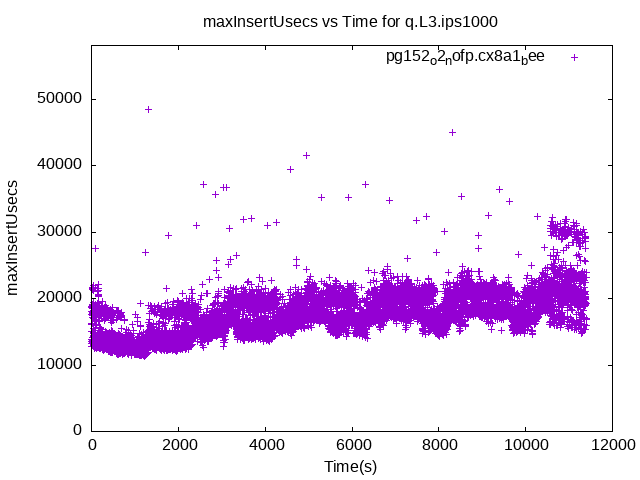 maxInsertUsecs vs Time for q.L3.ips1000
pg152o2nofp.cx8a1bee
50000
40000
30000
20000
10000
0
maxInsertUsecs
0 2000 4000 6000 8000 10000 12000
Time(s)